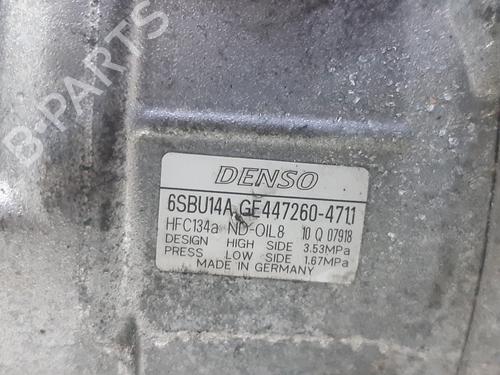 B-PARTS
DENSO
6SBU14A GE447260-4711
HFC134a ND-OIL8 10 Q 07918
DESIGN HIGH SIDE 3.53MPa
PRESS LOW SIDE 1.67MPa
MADE IN GERMANY